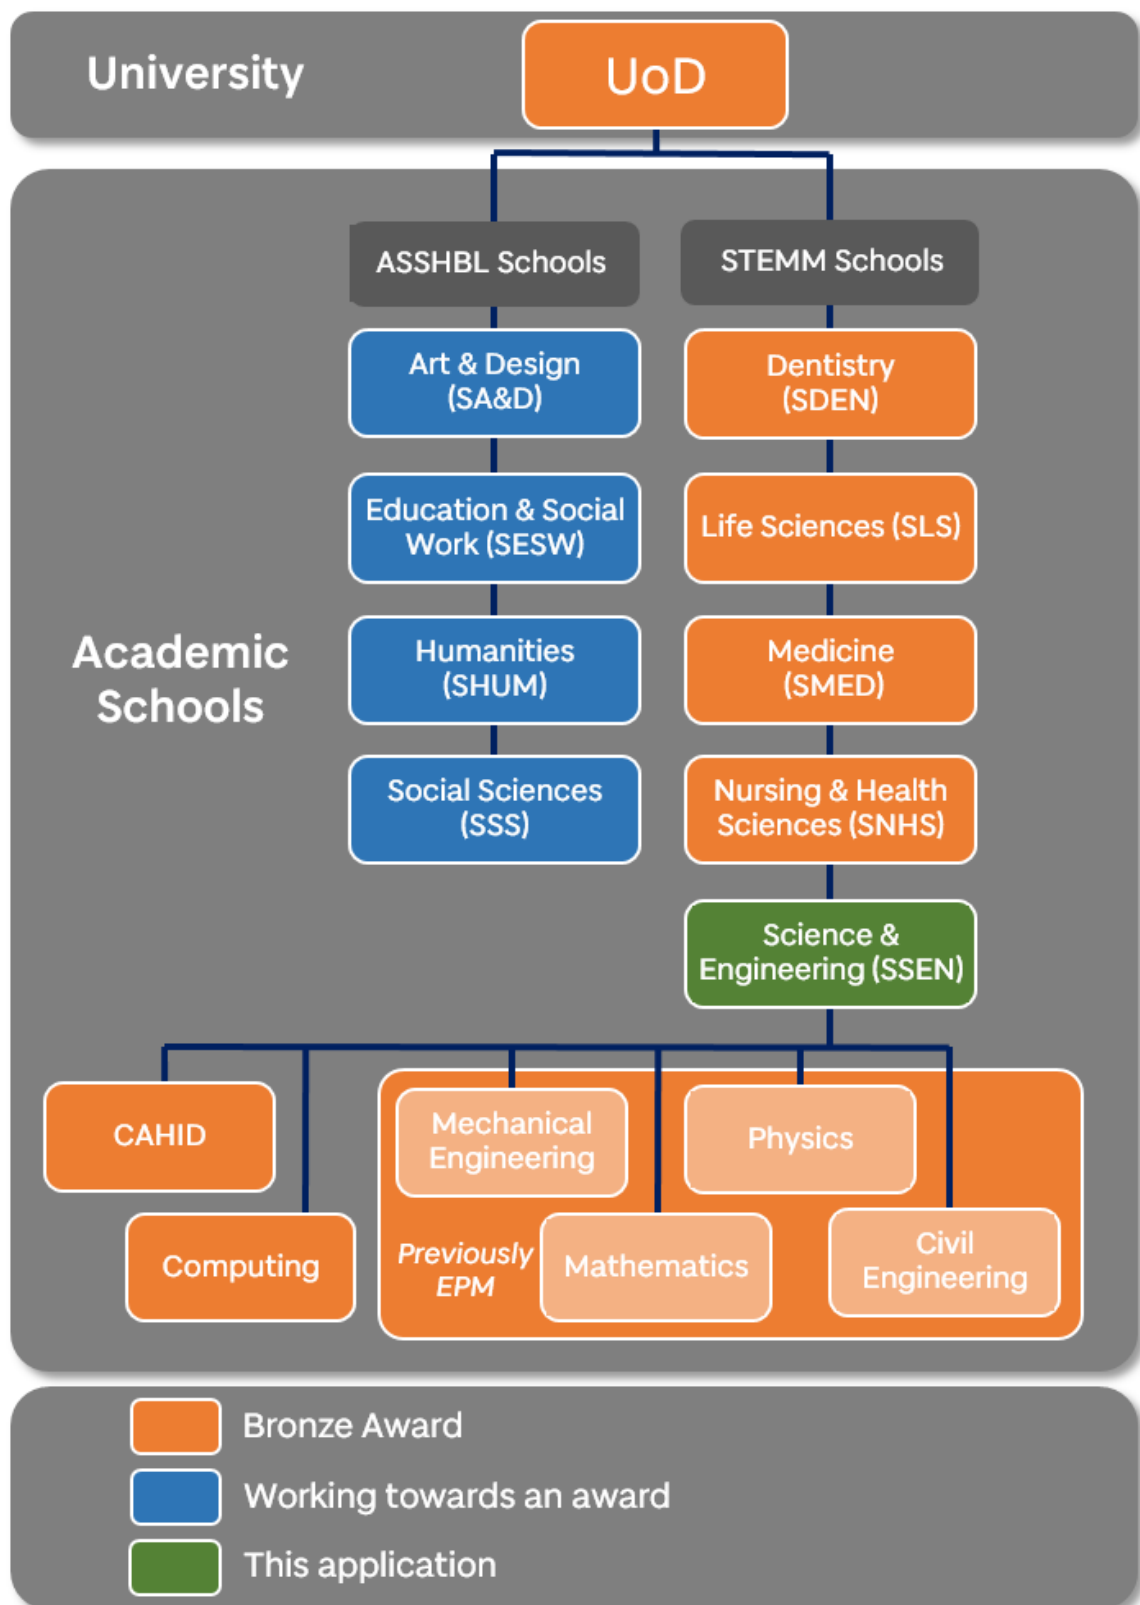 University
UoD
ASSHBL Schools
STEMM Schools
Art & Design
(SA&D)
Dentistry
(SDEN)
Education & Social
Work (SESW)
Life Sciences (SLS)
Academic
Schools
Humanities
(SHUM)
Medicine
(SMED)
Social Sciences
(SSS)
Nursing & Health
Sciences (SNHS)
Science &
Engineering (SSEN)
CAHID
Mechanical
Engineering
Physics
Computing
Previously
EPM
Mathematics
Civil
Engineering
Bronze Award
Working towards an award
This application